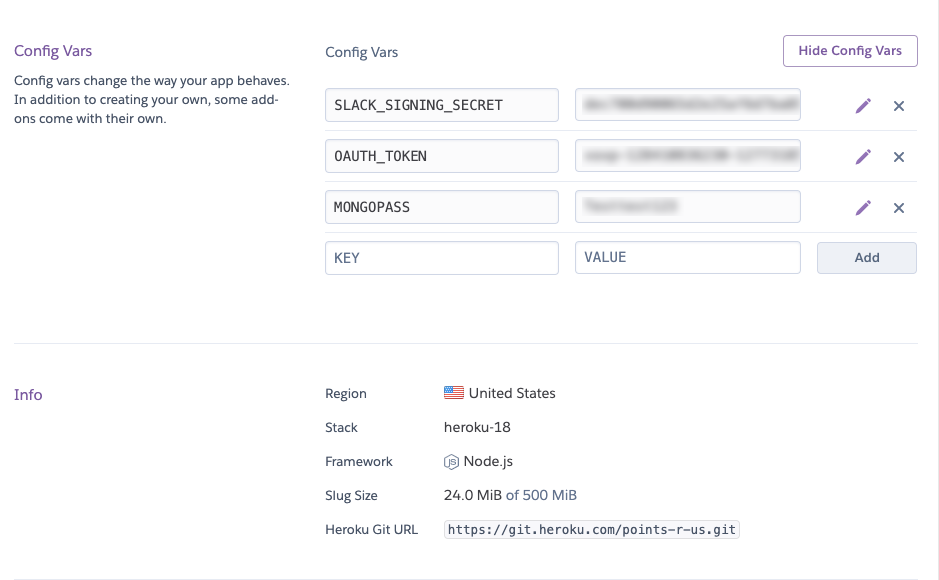 Config Vars
Config vars change the way your app behaves.
In addition to creating your own, some add-
ons come with their own.
Config Vars
Hide Config Vars
SLACK_SIGNING_SECRET
OAUTH_TOKEN
MONGOPASS
KEY
VALUE
Add
Info
Region
United States
Stack
heroku-18
Framework
JS
Node.js
Slug Size
24.0 MiB of 500 MiB
Heroku Git URL
https://git.heroku.com/points-r-us.git